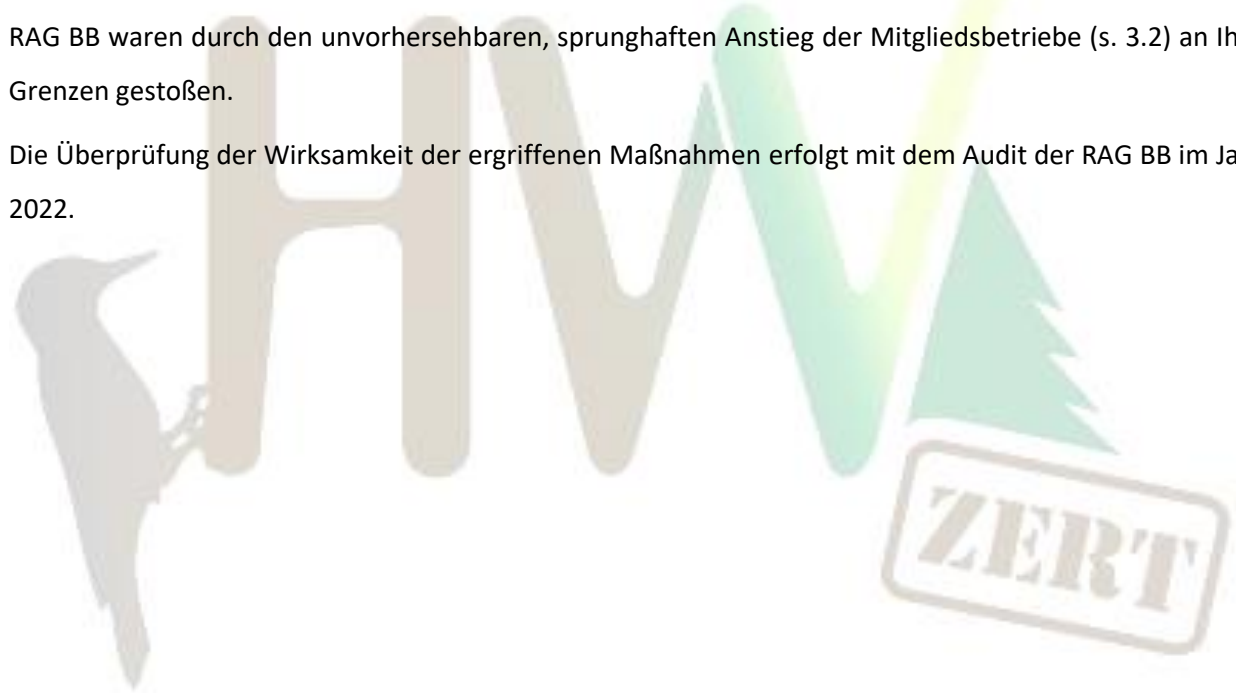 RAG BB waren durch den unvorhersehbaren, sprunghaften Anstieg der Mitgliedsbetriebe (s. 3.2) an Ih
Grenzen gestoßen.
Die Überprüfung der Wirksamkeit der ergriffenen Maßnahmen erfolgt mit dem Audit der RAG BB im Ja
2022.
HW
ZERT